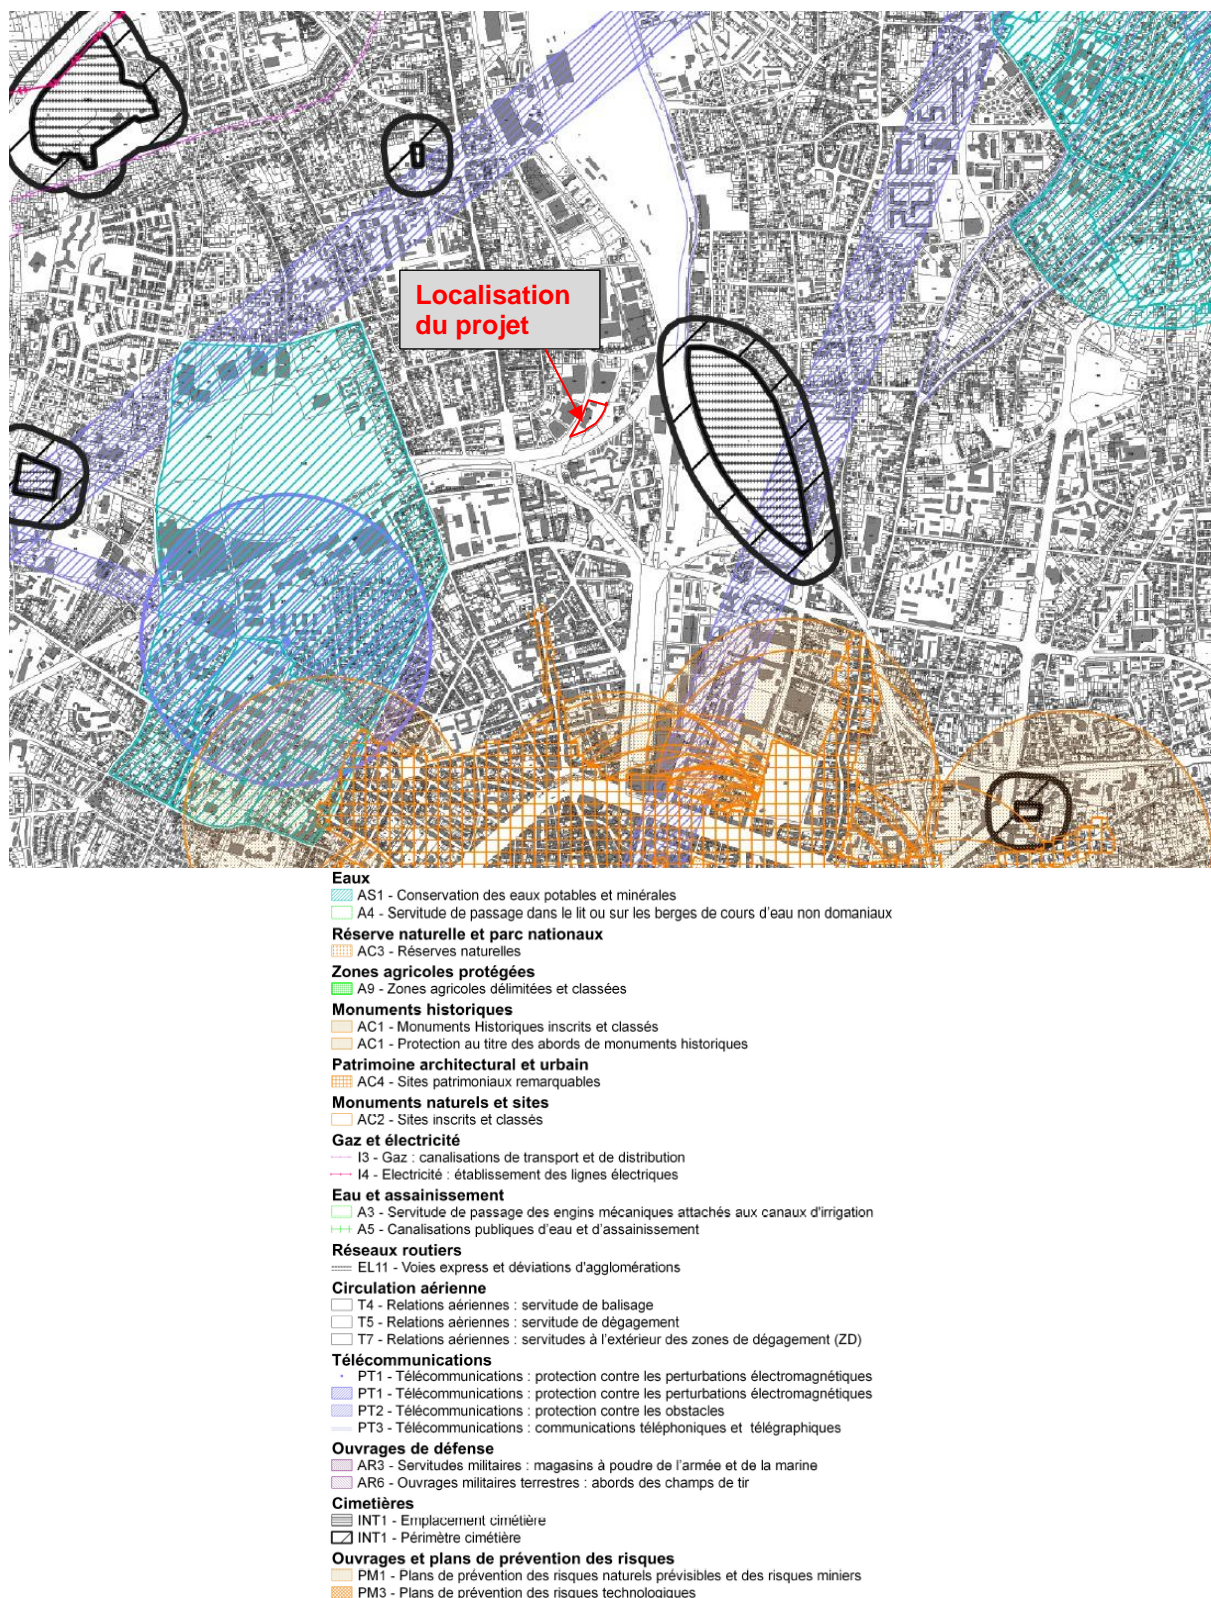 Localisation
du projet
Eaux
AS1 - Conservation des eaux potables et minérales
A4 - Servitude de passage dans le lit ou sur les berges de cours d'eau non domaniaux
Réserve naturelle et parc nationaux
AC3 - Réserves naturelles
Zones agricoles protégées
A9 - Zones agricoles délimitées et classées
Monuments historiques
AC1 - Monuments Historiques inscrits et classés
AC1 - Protection au titre des abords de monuments historiques
Patrimoine architectural et urbain
AC4 - Sites patrimoniaux remarquables
Monuments naturels et sites
AC2 - Sites inscrits et classés
Gaz et électricité
I3 - Gaz : canalisations de transport et de distribution
I4 - Electricité : établissement des lignes électriques
Eau et assainissement
A3 - Servitude de passage des engins mécaniques attachés aux canaux d'irrigation
A5 - Canalisations publiques d'eau et d'assainissement
Réseaux routiers
EL11 - Voies express et déviations d'agglomérations
Circulation aérienne
T4 - Relations aériennes : servitude de balisage
T5 - Relations aériennes : servitude de dégagement
T7 - Relations aériennes : servitudes à l'extérieur des zones de dégagement (ZD)
Télécommunications
PT1 - Télécommunications : protection contre les perturbations électromagnétiques
PT1 - Télécommunications : protection contre les perturbations électromagnétiques
PT2 - Télécommunications : protection contre les obstacles
PT3 - Télécommunications : communications téléphoniques et télégraphiques
Ouvrages de défense
AR3 - Servitudes militaires : magasins à poudre de l'armée et de la marine
AR6 - Ouvrages militaires terrestres : abords des champs de tir
Cimetières
INT1 - Emplacement cimétière
INT1 - Périmètre cimétière
Ouvrages et plans de prévention des risques
PM1 - Plans de prévention des risques naturels prévisibles et des risques miniers
PM3 - Plans de prévention des risques technologiques